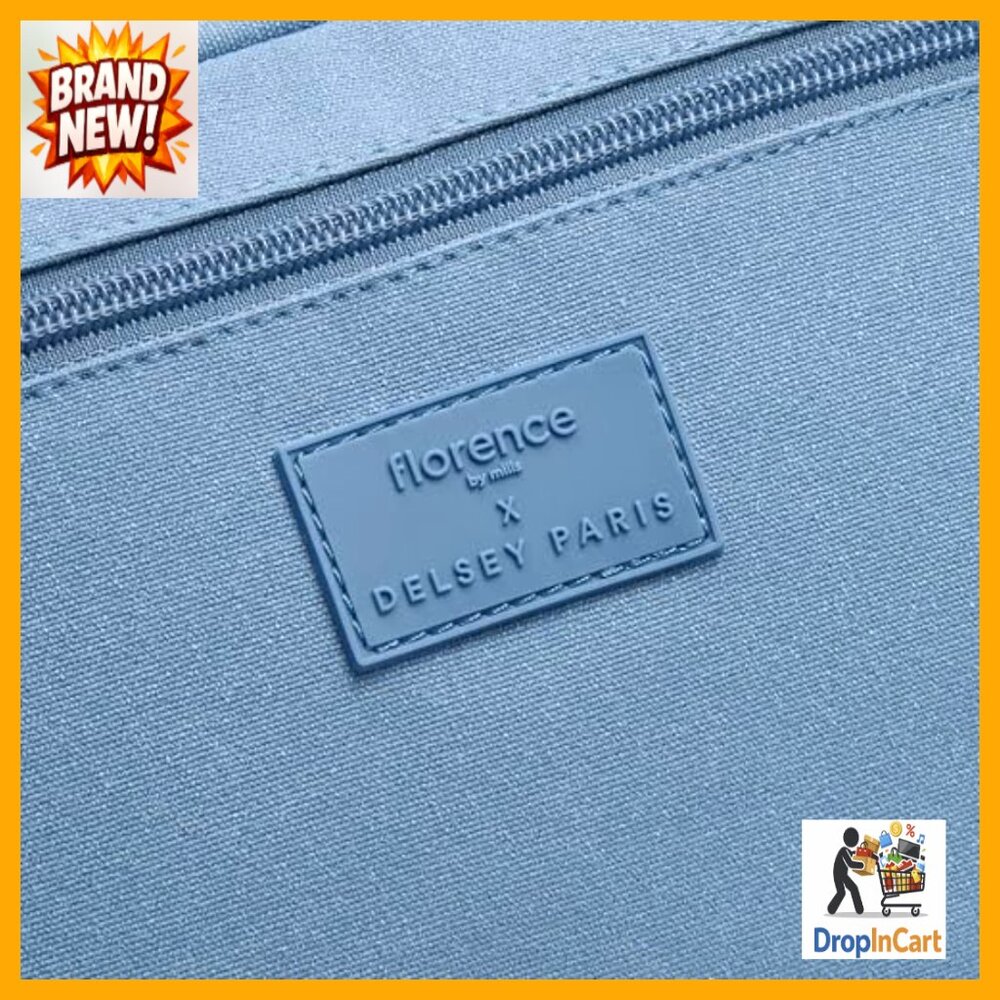 BRAND
NEW!
florence
by mills
X
DELSEY PARIS
%
DropInCart